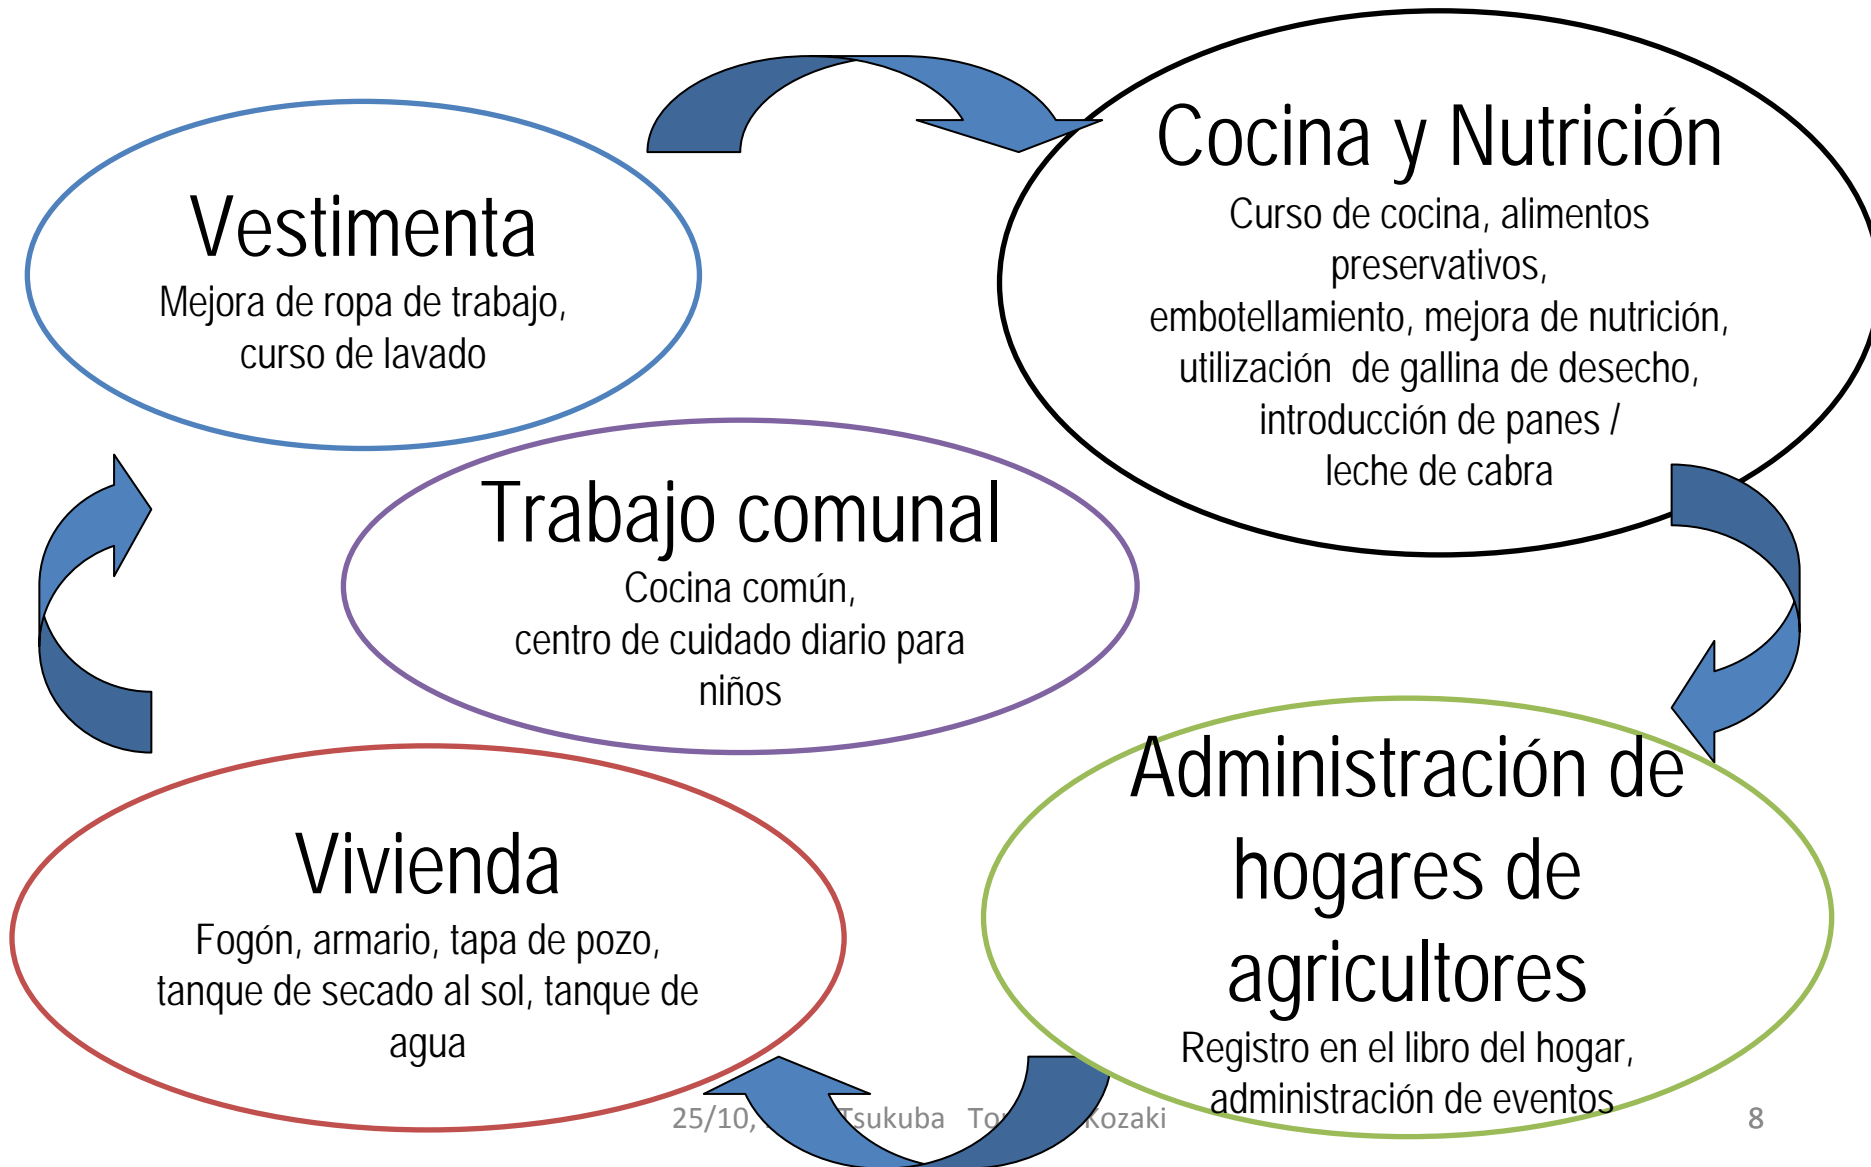 Vestimenta
Mejora de ropa de trabajo,
curso de lavado
Cocina y Nutrición
Curso de cocina, alimentos
preservativos,
embotellamiento, mejora de nutrición,
utilización de gallina de desecho,
introducción de panes /
leche de cabra
Trabajo comunal
Cocina común,
centro de cuidado diario para
niños
Vivienda
Fogón, armario, tapa de pozo,
tanque de secado al sol, tanque de
agua
Administración de
hogares de
agricultores
Registro en el libro del hogar,
administración de eventos
25/10, Tsukuba Kozaki
8